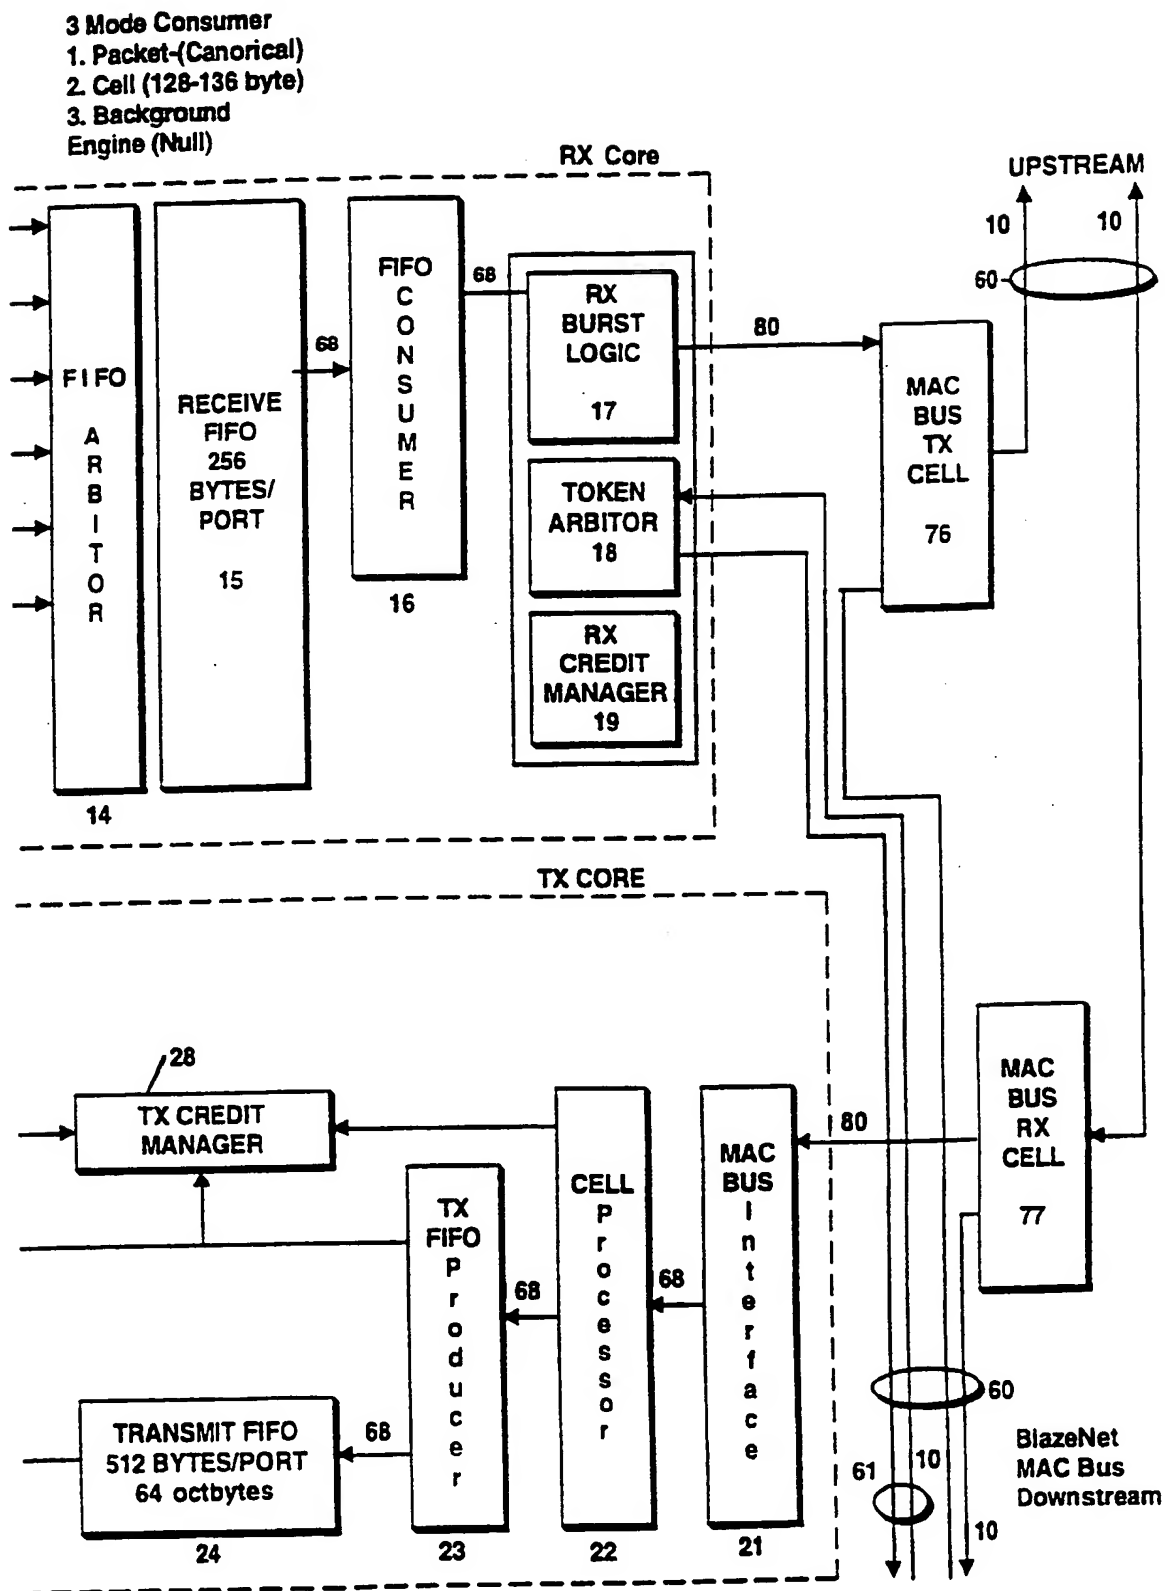 3 Mode Consumer
1. Packet-(Canorical)
2. Cell (128-136 byte)
3. Background
Engine (Null)
RX Core
UPSTREAM
10
10
60
FIFO
ARBITOR
14
RECEIVE
FIFO
256
BYTES/
PORT
15
68
FIFO
CONSUMER
16
68
RX
BURST
LOGIC
17
TOKEN
ARBITOR
18
RX
CREDIT
MANAGER
19
80
MAC
BUS
TX
CELL
76
TX CORE
28
TX CREDIT
MANAGER
TX
FIFO
Producer
23
68
CELL
Processor
22
68
MAC
BUS
Interface
21
80
MAC
BUS
RX
CELL
77
TRANSMIT FIFO
512 BYTES/PORT
64 octbytes
24
68
60
61
10
10
BlazeNet
MAC Bus
Downstream